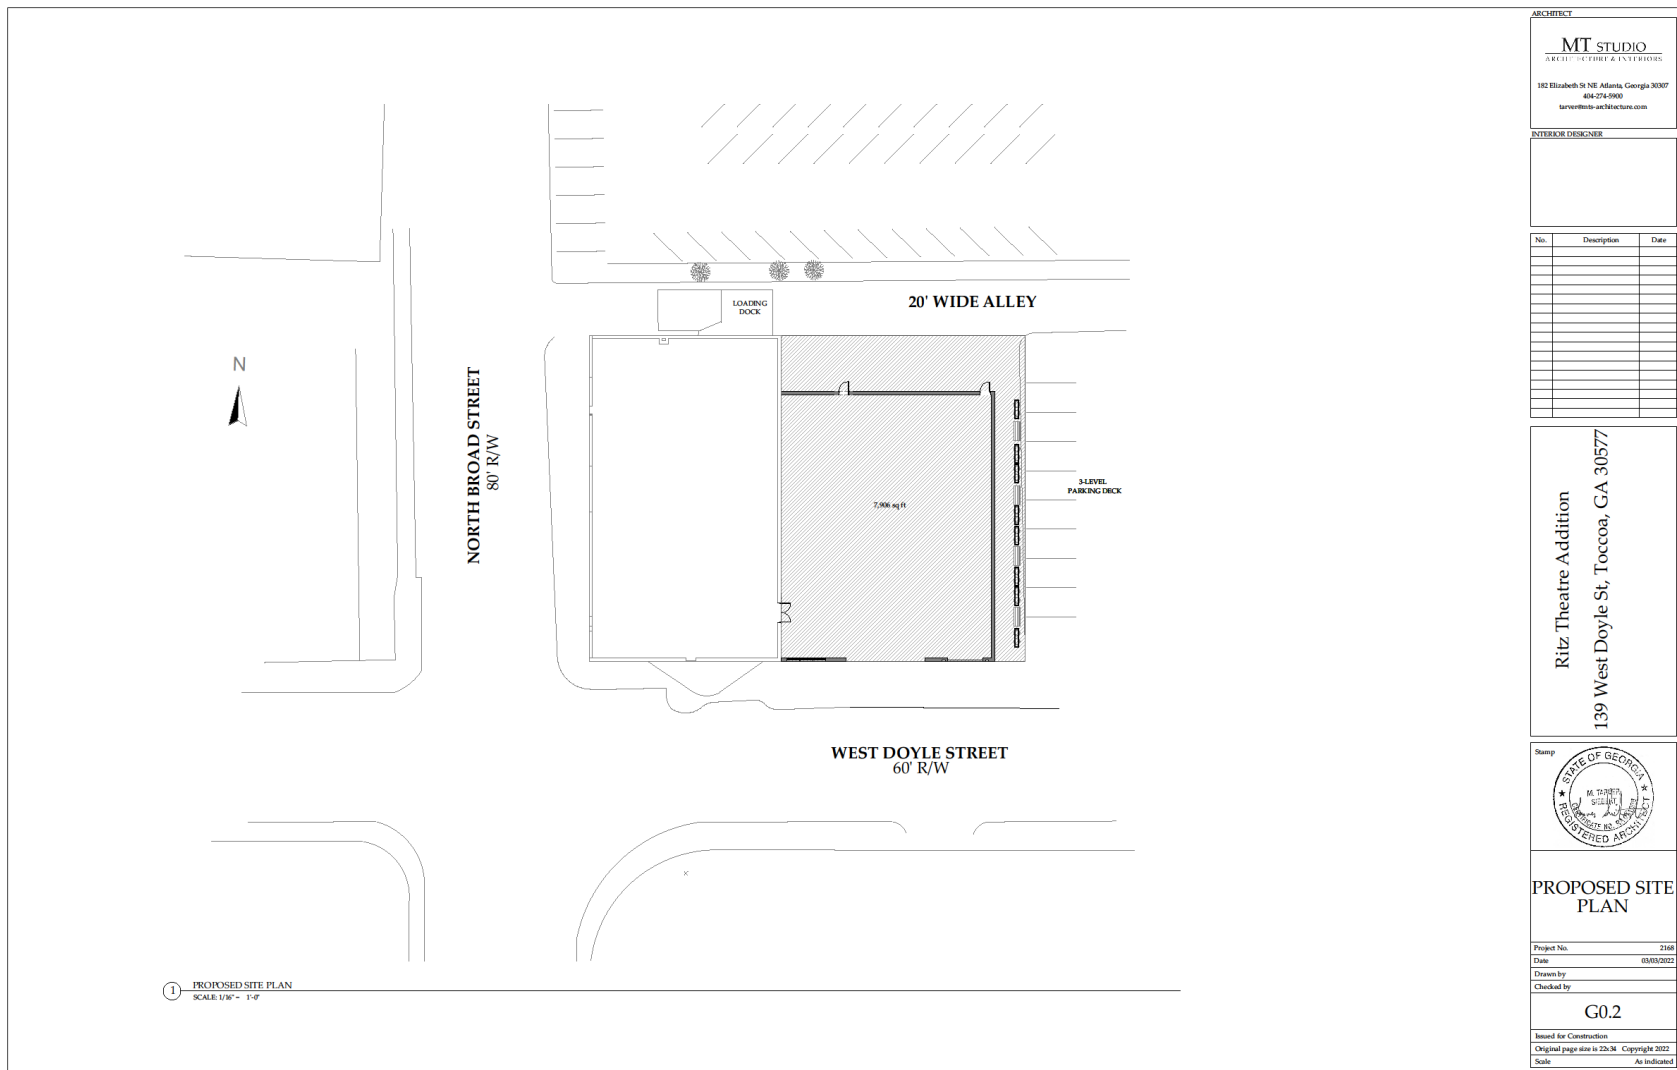 ARCHITECT
MT STUDIO
ARCHITECTURE & INTERIORS
182 Elizabeth St NE Atlanta, Georgia 30307
404-274-5900
tarver@mts-architecture.com
INTERIOR DESIGNER
No. Description Date
Ritz Theatre Addition
139 West Doyle St, Toccoa, GA 30577
Stamp
STATE OF GEORGIA
M. TARVER
CERTIFICATE NO.
REGISTERED ARCHITECT
PROPOSED SITE
PLAN
Project No. 2168
Date 03/03/2022
Drawn by
Checked by
G0.2
Issued for Construction
Original page size is 22x34 Copyright 2022
Scale As indicated
LOADING
DOCK
20' WIDE ALLEY
N
NORTH BROAD STREET
80' R/W
7,906 sq ft
3-LEVEL
PARKING DECK
WEST DOYLE STREET
60' R/W
1 PROPOSED SITE PLAN
SCALE: 1/16" = 1'-0"